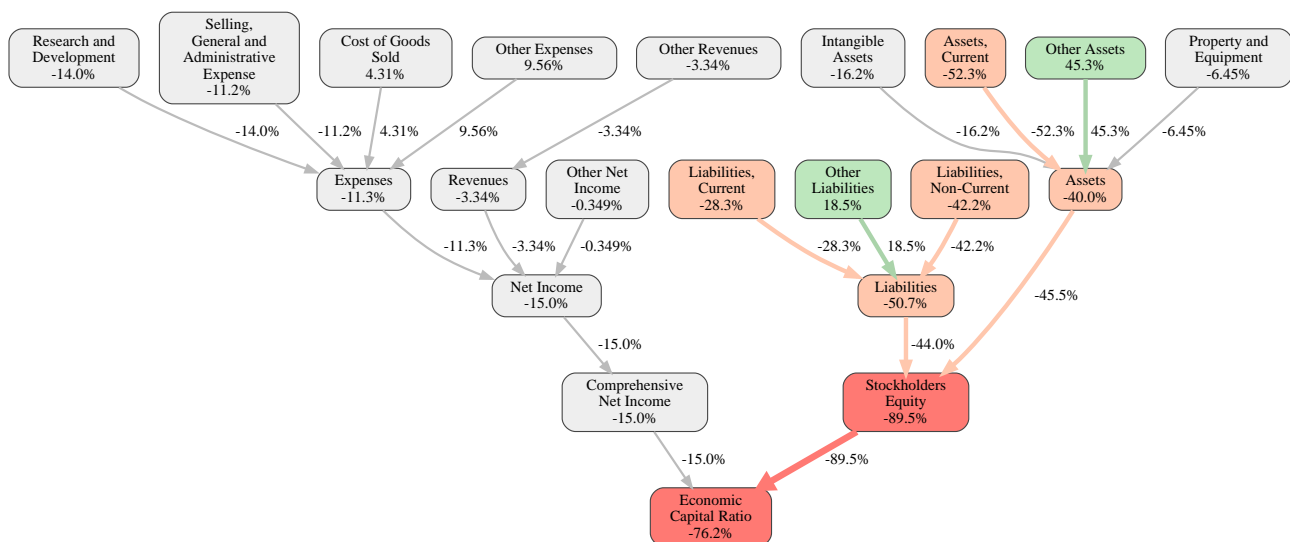 Research and
Development
-14.0%
Selling,
General and
Administrative
Expense
-11.2%
Cost of Goods
Sold
4.31%
Other Expenses
9.56%
Other Revenues
-3.34%
Intangible
Assets
-16.2%
Assets,
Current
-52.3%
Other Assets
45.3%
Property and
Equipment
-6.45%
-14.0%
-11.2%
4.31%
9.56%
-3.34%
-16.2%
-52.3%
45.3%
-6.45%
Expenses
-11.3%
Revenues
-3.34%
Other Net
Income
-0.349%
Liabilities,
Current
-28.3%
Other
Liabilities
18.5%
Liabilities,
Non-Current
-42.2%
Assets
-40.0%
-11.3%
-3.34%
-0.349%
-28.3%
18.5%
-42.2%
-45.5%
Net Income
-15.0%
Liabilities
-50.7%
-15.0%
-44.0%
Comprehensive
Net Income
-15.0%
Stockholders
Equity
-89.5%
-15.0%
-89.5%
Economic
Capital Ratio
-76.2%